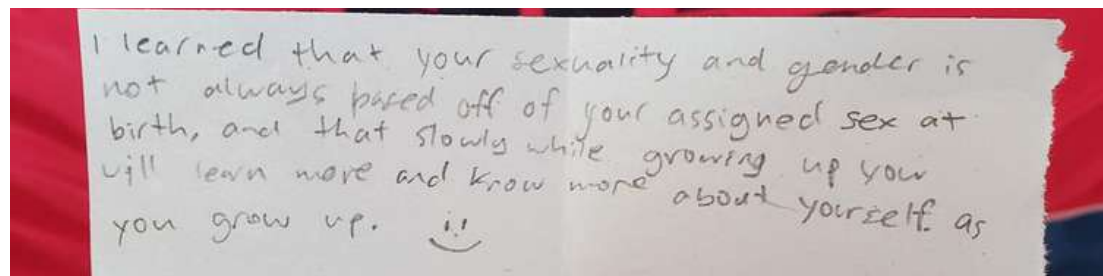 I learned that your sexuality and gender is
not always based off of your assigned sex at
birth, and that slowly while growing up your
will learn more and know more about yourself as
you grow up. :)